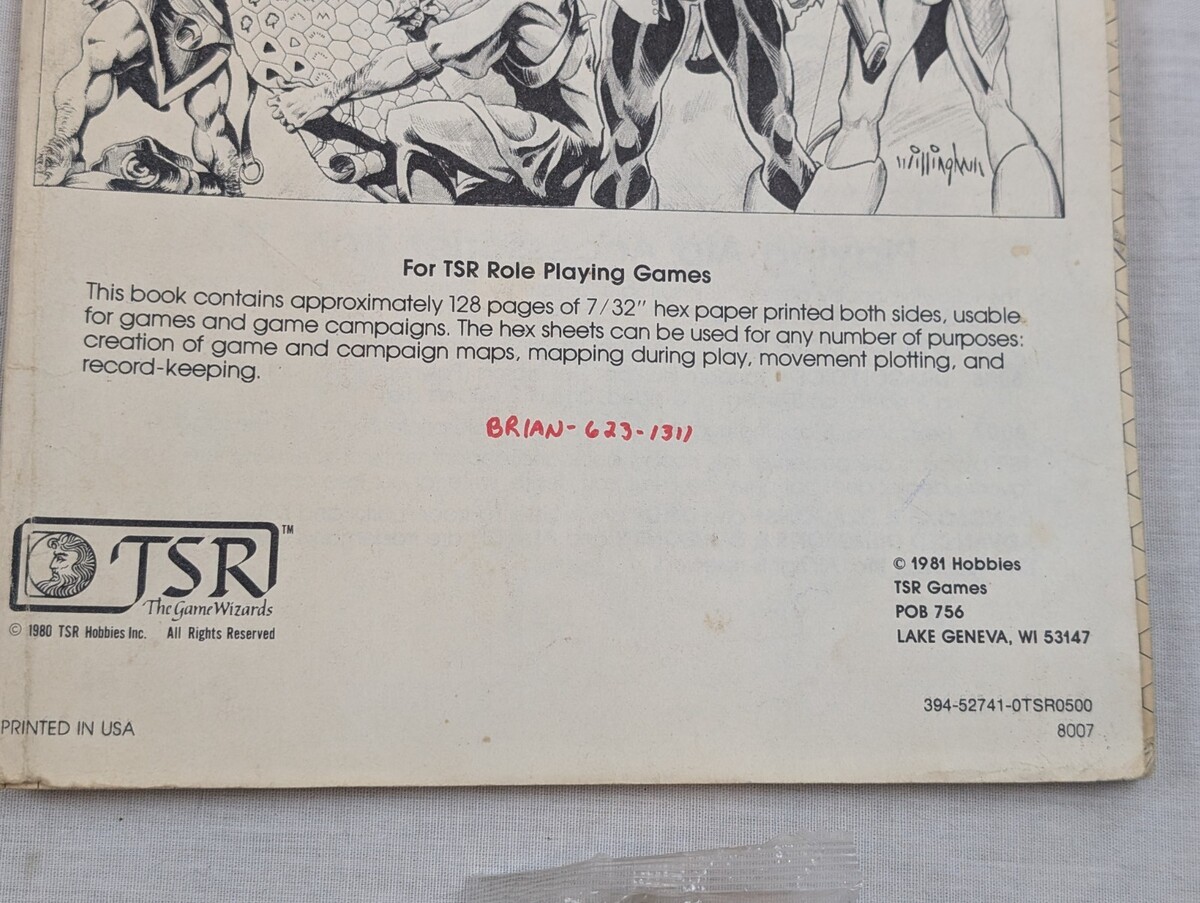 willingham
For TSR Role Playing Games
This book contains approximately 128 pages of 7/32" hex paper printed both sides, usable
for games and game campaigns. The hex sheets can be used for any number of purposes:
creation of game and campaign maps, mapping during play, movement plotting, and
record-keeping.
BRIAN- 623-1311
TSR™
The Game Wizards
© 1980 TSR Hobbies Inc. All Rights Reserved
© 1981 Hobbies
TSR Games
POB 756
LAKE GENEVA, WI 53147
394-52741-0TSR0500
8007
PRINTED IN USA